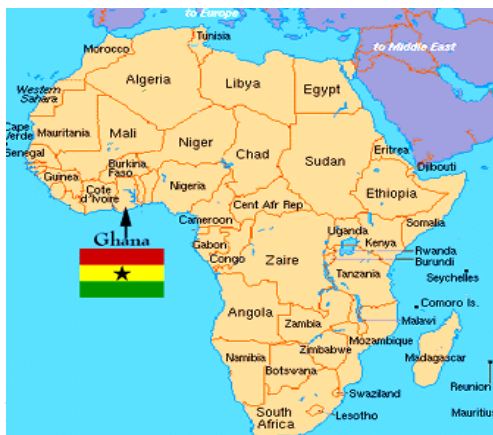 to Europe
Tunisia
Morocco
to Middle East
Algeria
Libya
Egypt
Western
Sahara
Cape
Verde
Mauritania
Mali
Niger
Chad
Sudan
Eritrea
Senegal
Djibouti
Guinea
Burkina
Faso
Cote
d'Ivoire
Nigeria
Ethiopia
Cent Afr Rep
Somalia
Cameroon
Uganda
Kenya
Ghana
Gabon
Congo
Zaire
Rwanda
Burundi
Tanzania
Seychelles
Comoro Is.
Angola
Zambia
Malawi
Mozambique
Zimbabwe
Madagascar
Namibia
Botswana
Reunion
Swaziland
South
Africa
Lesotho
Mauritiu